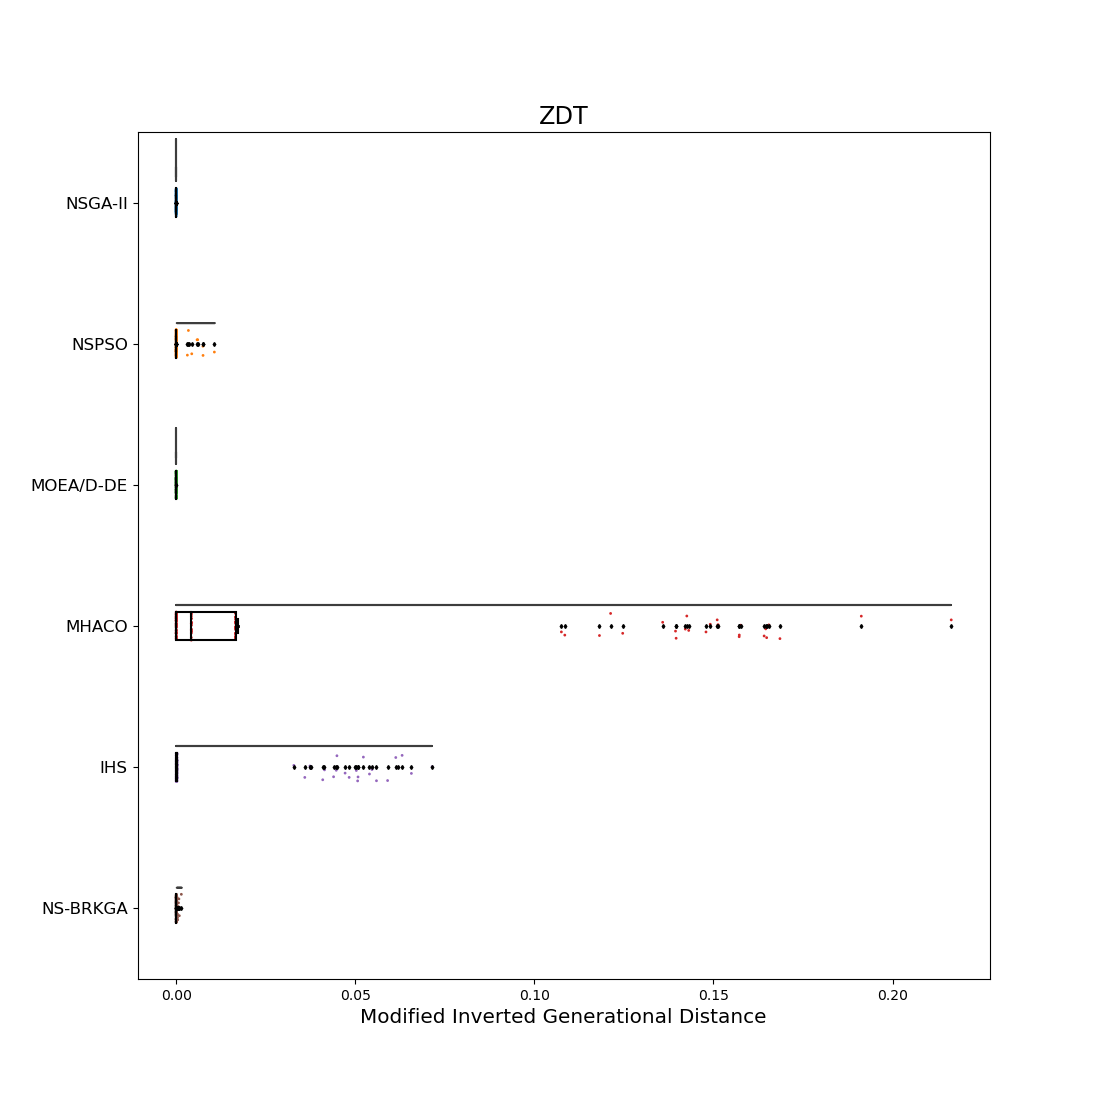 ZDT
NSGA-II
NSPSO
MOEA/D-DE
MHACO
IHS
NS-BRKGA
0.00 0.05 0.10 0.15 0.20
Modified Inverted Generational Distance